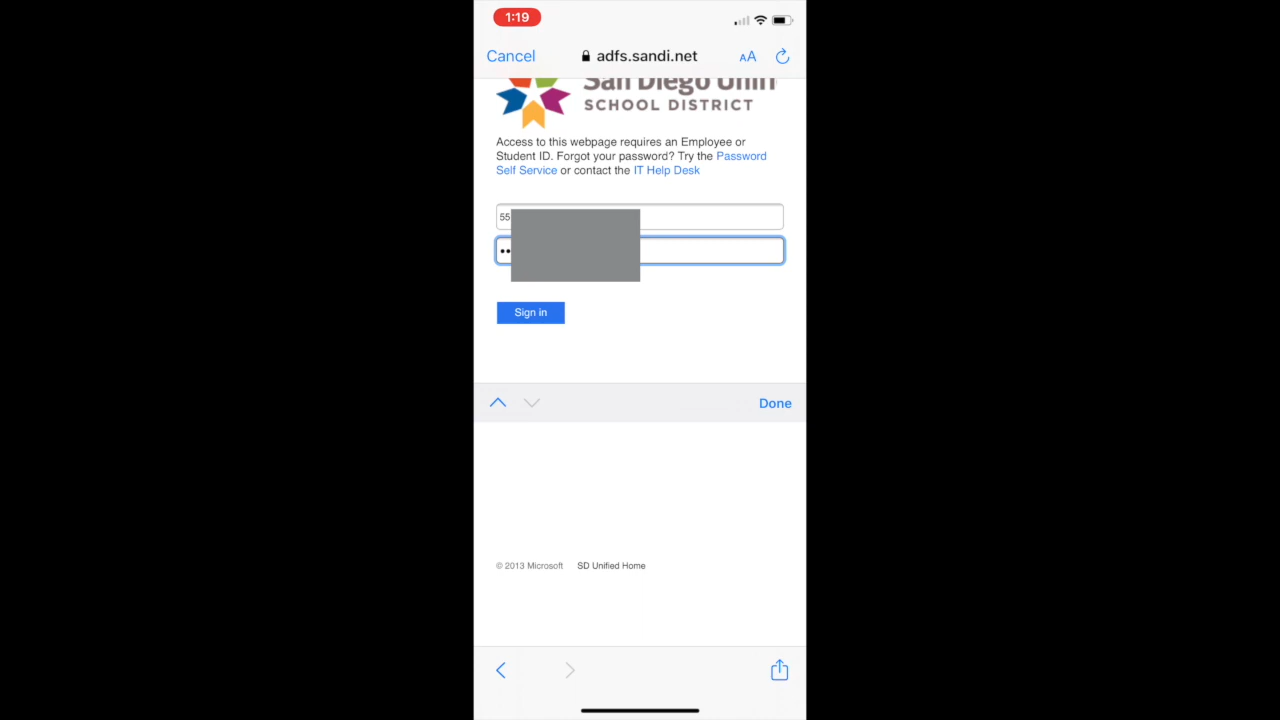 1:19
Cancel
adfs.sandi.net
AA
San Diego Unifi
SCHOOL DISTRICT
Access to this webpage requires an Employee or
Student ID. Forgot your password? Try the Password
Self Service or contact the IT Help Desk
55
••
Sign in
Done
© 2013 Microsoft SD Unified Home